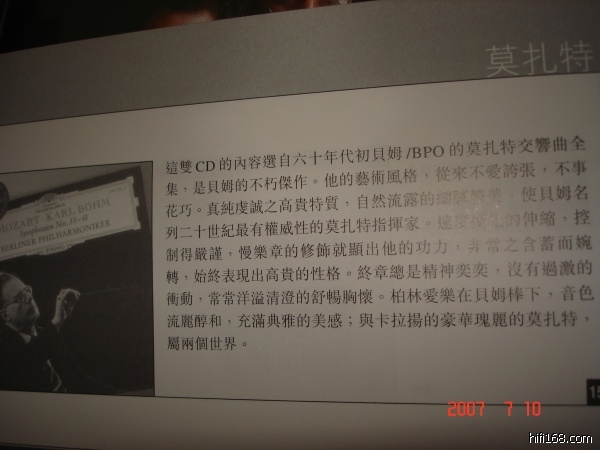 莫扎特
這雙CD的內容選自六十年代初貝姆/BPO的莫扎特交響曲全
集，是貝姆的不朽傑作。他的藝術風格，從來不愛誇張，不事
花巧。真純虔誠之高貴特質，自然流露的 使貝姆名
列二十世紀最有權威性的莫扎特指揮家。 的伸縮，控
制得嚴謹，慢樂章的修飾就顯出他的功力，非常之含蓄而婉
轉，始終表現出高貴的性格。終章總是精神奕奕，沒有過激的
衝動，常常洋溢清澄的舒暢胸懷。柏林愛樂在貝姆棒下，音色
流麗醇和，充滿典雅的美感；與卡拉揚的豪華瑰麗的莫扎特，
屬兩個世界。
MOZART·KARL BÖHM
Symphonien Nos. 35-41
BERLINER PHILHARMONIKER
15
2007 7 10
hifi168.com